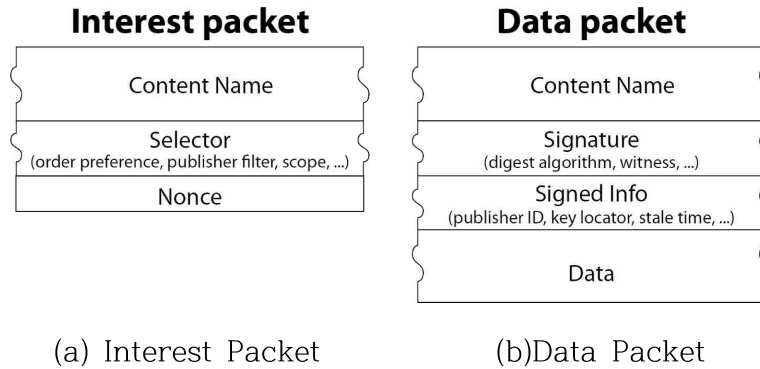 Interest packet
Content Name
Selector
(order preference, publisher filter, scope, ...)
Nonce
(a) Interest Packet
Data packet
Content Name
Signature
(digest algorithm, witness, ...)
Signed Info
(publisher ID, key locator, stale time, ...)
Data
(b)Data Packet